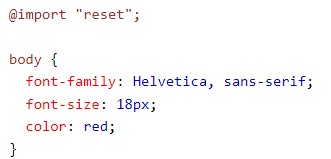 @import "reset";

body {
  font-family: Helvetica, sans-serif;
  font-size: 18px;
  color: red;
}